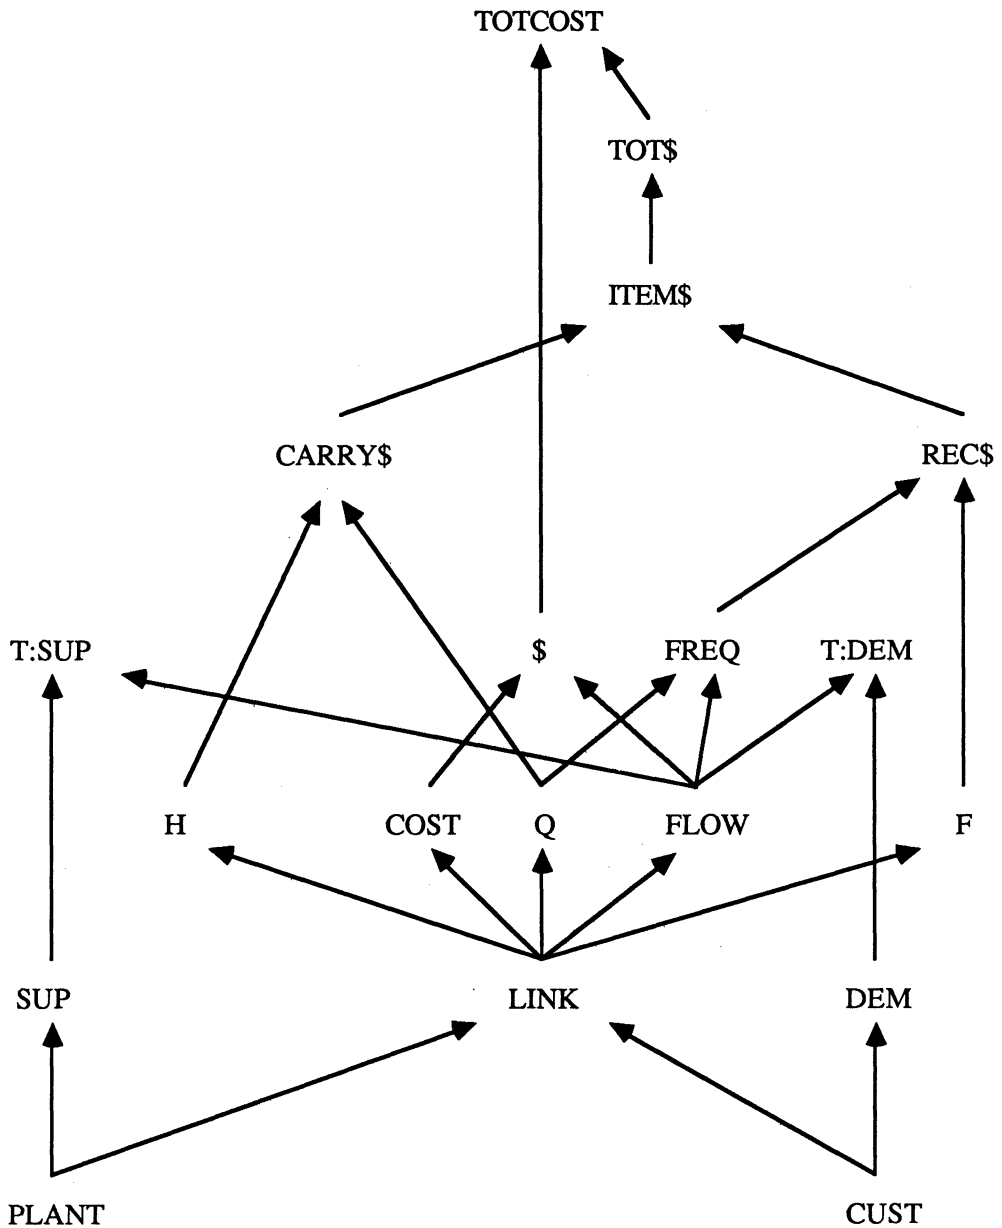 TOTCOST
TOT$
ITEM$
CARRY$ REC$
T:SUP $ FREQ T:DEM
H COST Q FLOW F
SUP LINK DEM
PLANT CUST